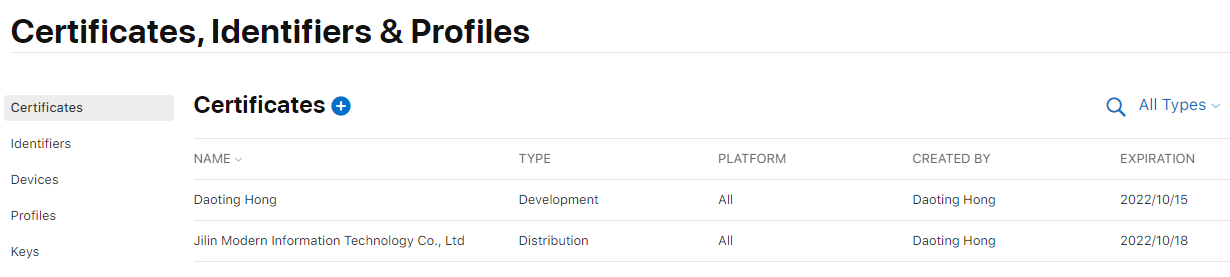 Certificates, Identifiers & Profiles
Certificates
Identifiers
Devices
Profiles
Keys
Certificates
All Types
NAME TYPE PLATFORM CREATED BY EXPIRATION
Daoting Hong Development All Daoting Hong 2022/10/15
Jilin Modern Information Technology Co., Ltd Distribution All Daoting Hong 2022/10/18